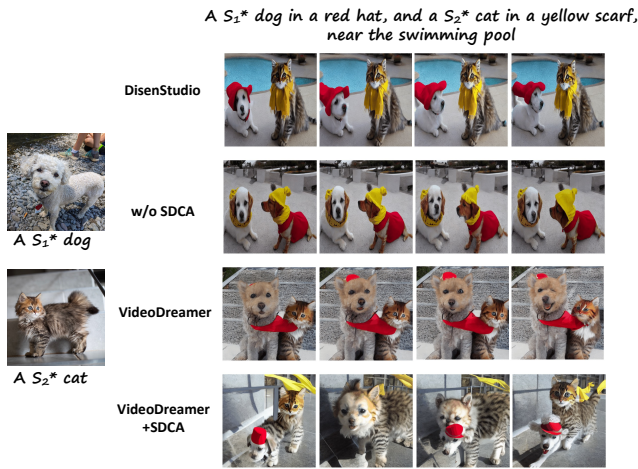 A S1* dog in a red hat, and a S2* cat in a yellow scarf,
near the swimming pool
DisenStudio
w/o SDCA
A S1* dog
VideoDreamer
A S2* cat
VideoDreamer
+SDCA